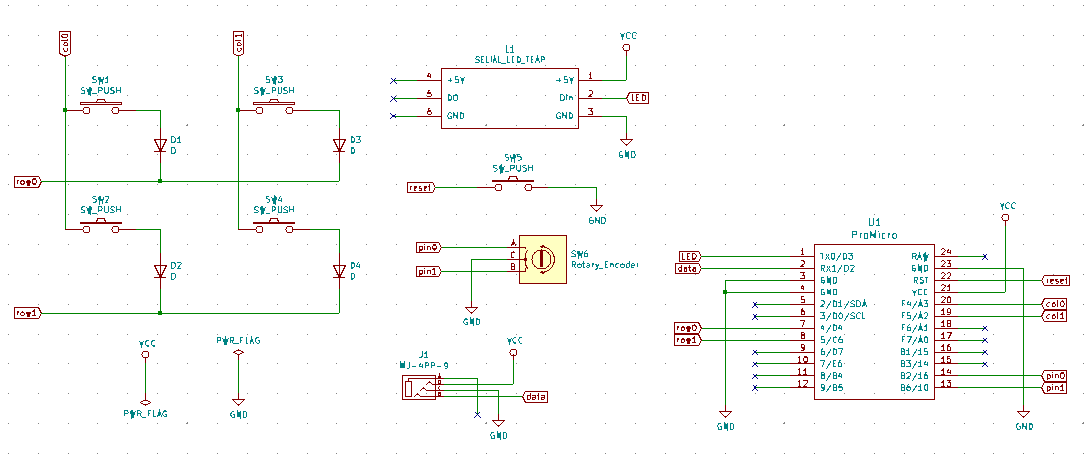 col0
col1
SW1
SW_PUSH
SW3
SW_PUSH
D1
D
D3
D
row0
SW2
SW_PUSH
SW4
SW_PUSH
D2
D
D4
D
row1
VCC
PWR_FLAG
PWR_FLAG
GND
L1
SELIAL_LED_TEAP
VCC
4 +5V +5V 1
5 DO Din 2 LED
6 GND GND 3
GND
SW5
SW_PUSH
reset
GND
pin0 A
C
pin1 B
SW6
Rotary_Encoder
GND
J1
MJ-4PP-9
VCC
A
data
GND
U1
ProMicro
VCC
LED 1 TX0/D3 RAW 24
data 2 RX1/D2 GND 23
3 GND RST 22 reset
4 GND VCC 21
5 2/D1/SDA F4/A3 20 col0
6 3/D0/SCL F5/A2 19 col1
row0 7 4/D4 F6/A1 18
row1 8 5/C6 F7/A0 17
9 6/D7 B1/15 16
10 7/E6 B3/14 15
11 8/B4 B2/16 14 pin0
12 9/B5 B6/10 13 pin1
GND
GND